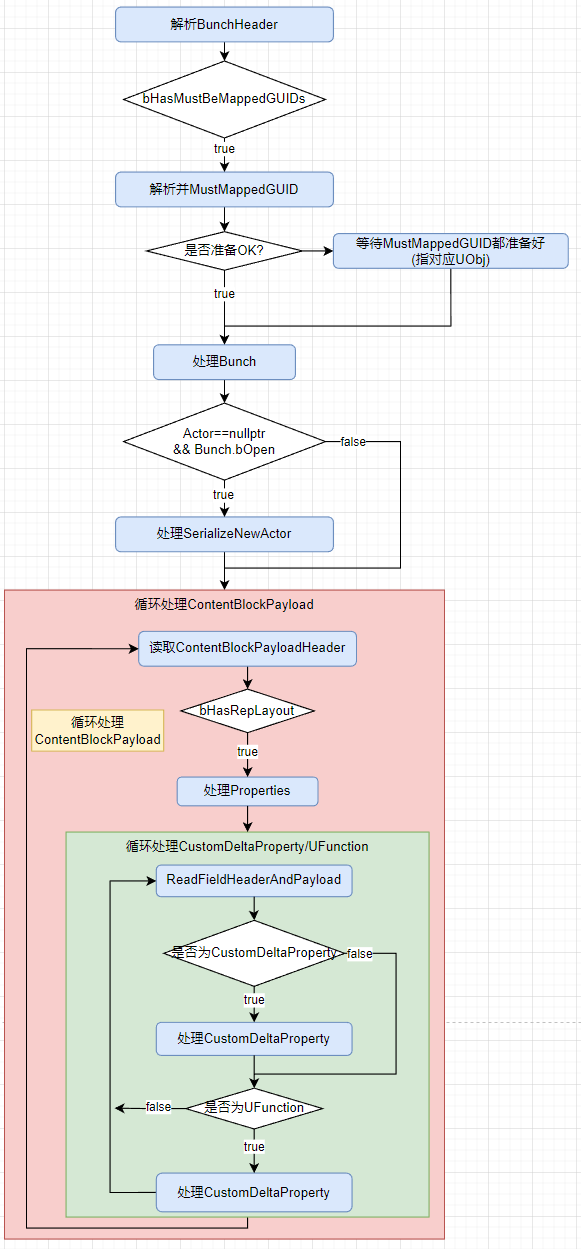 解析BunchHeader
bHasMustBeMappedGUIDs
true
解析并MustMappedGUID
是否准备OK?
等待MustMappedGUID都准备好
(指对应UObj)
true
处理Bunch
Actor==nullptr
&& Bunch.bOpen
false
true
处理SerializeNewActor
循环处理ContentBlockPayload
读取ContentBlockPayloadHeader
bHasRepLayout
循环处理
ContentBlockPayload
true
处理Properties
循环处理CustomDeltaProperty/UFunction
ReadFieldHeaderAndPayload
是否为CustomDeltaProperty
false
true
处理CustomDeltaProperty
是否为UFunction
false
true
处理CustomDeltaProperty